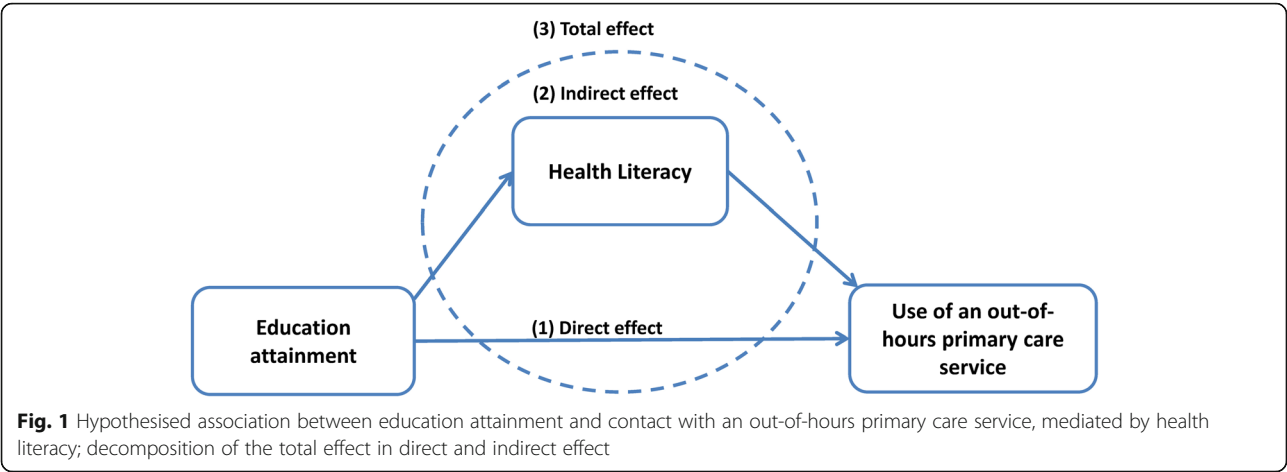 (3) Total effect
(2) Indirect effect
Health Literacy
Education
attainment
(1) Direct effect
Use of an out-of-
hours primary care
service
Fig. 1 Hypothesised association between education attainment and contact with an out-of-hours primary care service, mediated by health
literacy; decomposition of the total effect in direct and indirect effect